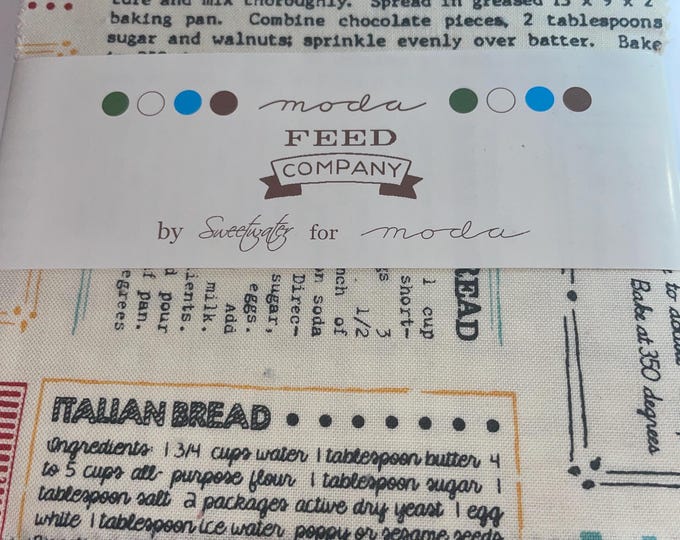 ture and mix thoroughly. Spread in greased 13 x 9 x 2
baking pan. Combine chocolate pieces, 2 tablespoons
sugar and walnuts; sprinkle evenly over batter. Bake
moda
FEED
COMPANY
by Sweetwater for moda
READ
1 cup
short-
3
1/2
nch of
on soda
Direc-
sugar,
eggs.
Add
milk.
ients.
d pour
f pan.
egrees
Bake at 350 degrees
ITALIAN BREAD
Ingredients: 1 3/4 cups water 1 tablespoon butter 4
to 5 cups all-purpose flour 1 tablespoon sugar 1
tablespoon salt 2 packages active dry yeast 1 egg
white 1 tablespoon ice water poppy or sesame seeds